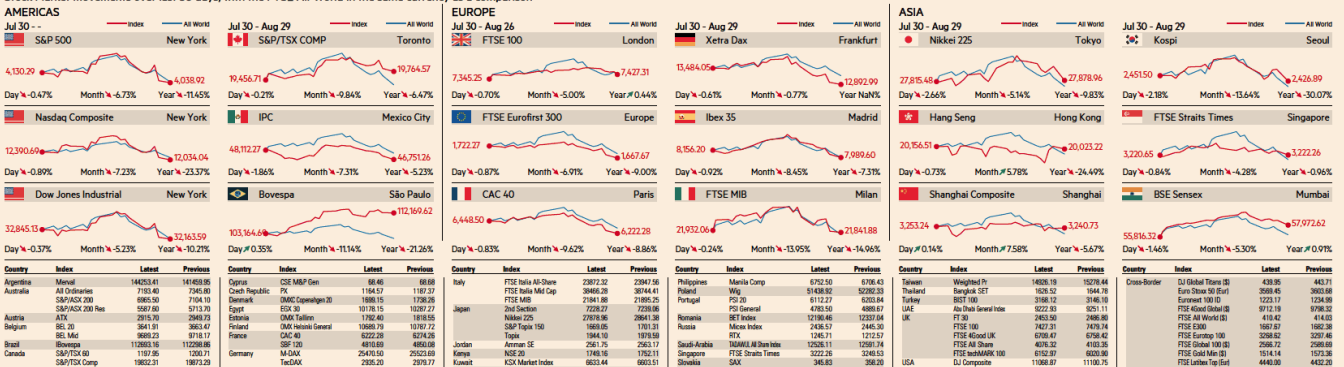 AMERICAS
Jul 30 - -
Index
All World
S&P 500
New York
4,130.29
4,038.92
Day -0.47%
Month -6.73%
Year -11.45%
Nasdaq Composite
New York
12,390.69
12,034.04
Day -0.89%
Month -7.23%
Year -23.37%
Dow Jones Industrial
New York
32,845.13
32,163.59
Day -0.37%
Month -5.23%
Year -10.21%
Jul 30 - Aug 29
Index
All World
S&P/TSX COMP
Toronto
19,456.71
19,764.57
Day -0.21%
Month -9.84%
Year -6.47%
IPC
Mexico City
48,112.27
46,751.26
Day -1.86%
Month -7.31%
Year -5.23%
Bovespa
São Paulo
103,164.69
112,169.62
Day 0.35%
Month -11.14%
Year -21.26%
EUROPE
Jul 30 - Aug 26
Index
All World
FTSE 100
London
7,345.25
7,427.31
Day -0.70%
Month -5.00%
Year 0.44%
FTSE Eurofirst 300
Europe
1,722.27
1,667.67
Day -0.87%
Month -6.91%
Year -9.00%
CAC 40
Paris
6,448.50
6,222.28
Day -0.83%
Month -9.62%
Year -8.86%
Jul 30 - Aug 29
Index
All World
Xetra Dax
Frankfurt
13,484.05
12,892.99
Day -0.61%
Month -0.77%
Year NaN%
Ibex 35
Madrid
8,156.20
7,989.60
Day -0.92%
Month -8.45%
Year -7.31%
FTSE MIB
Milan
21,932.06
21,841.88
Day -0.24%
Month -13.95%
Year -14.96%
ASIA
Jul 30 - Aug 29
Index
All World
Nikkei 225
Tokyo
27,815.48
27,878.96
Day -2.66%
Month -5.14%
Year -9.83%
Hang Seng
Hong Kong
20,156.51
20,023.22
Day -0.73%
Month 5.78%
Year -24.49%
Shanghai Composite
Shanghai
3,253.24
3,240.73
Day 0.14%
Month 7.58%
Year -5.67%
Jul 30 - Aug 29
Index
All World
Kospi
Seoul
2,451.50
2,426.89
Day -2.18%
Month -13.64%
Year -30.07%
FTSE Straits Times
Singapore
3,220.65
3,222.26
Day -0.84%
Month -4.28%
Year -0.96%
BSE Sensex
Mumbai
55,816.32
57,972.62
Day -1.46%
Month -5.30%
Year 0.91%
Country Index Latest Previous
Argentina Merval 144253.41 141459.95
Australia All Ordinaries 7193.40 7345.80
S&P/ASX 200 6965.50 7104.10
S&P/ASX 200 Res 5587.60 5713.70
Austria ATX 2915.70 2949.73
Belgium BEL 20 3641.91 3663.47
BEL Mid 9689.23 9718.17
Brazil IBovespa 112693.16 112298.86
Canada S&P/TSX 60 1197.95 1200.71
S&P/TSX Comp 19832.31 19873.29
Country Index Latest Previous
Cyprus CSE M&P Gen 68.46 68.68
Czech Republic PX 1164.57 1187.31
Denmark OMXC Copenahgen 20 1699.15 1738.26
Egypt EGX 30 10178.15 10287.27
Estonia OMX Tallinn 1792.40 1818.55
Finland OMX Helsinki General 10689.79 10787.72
France CAC 40 6222.28 6274.26
SBF 120 4810.89 4850.08
Germany M-DAX 25470.50 25523.69
TecDAX 2935.20 2979.77
Country Index Latest Previous
Italy FTSE Italia All-Share 23872.32 23947.56
FTSE Italia Mid Cap 38466.28 38414.73
FTSE MIB 21841.88 21895.25
Japan 2nd Section 7228.27 7239.06
Nikkei 225 27878.96 28641.38
S&P Topix 150 1669.05 1701.31
Topix 1944.10 1979.59
Jordan Amman SE 2561.75 2563.17
Kenya NSE 20 1749.16 1752.11
Kuwait KSX Market Index 6633.44 6603.51
Country Index Latest Previous
Philippines Manila Comp 6752.50 6706.43
Poland Wig 51438.92 52282.33
Portugal PSI 20 6112.27 6203.84
PSI General 4783.50 4889.67
Romania BET Index 12190.46 12337.04
Russia Micex Index 2436.57 2445.30
RTX 1245.71 1212.57
Saudi-Arabia TADAWUL All Share Index 12526.11 12591.74
Singapore FTSE Straits Times 3222.26 3249.53
Slovakia SAX 345.83 358.20
Country Index Latest Previous
Taiwan Weighted Pr 14926.19 15278.44
Thailand Bangkok SET 1626.52 1644.78
Turkey BIST 100 3168.12 3146.10
UAE Abu Dhabi General Index 9222.93 9251.11
UK FT 30 2453.50 2486.80
FTSE 100 7427.31 7479.74
FTSE 4Good UK 6709.47 6758.42
FTSE All Share 4076.32 4103.35
FTSE techMARK 100 6152.97 6020.90
USA DJ Composite 11068.87 11100.75
Country Index Latest Previous
Cross-Border DJ Global Titans ($) 439.95 443.71
Euro Stoxx 50 (Eur) 3569.45 3603.68
Euronext 100 ID 1223.17 1234.99
FTSE 4Good Global ($) 9712.19 9798.32
FTSE All World ($) 410.42 414.03
FTSE E300 1667.67 1682.38
FTSE Eurotop 100 3268.62 3297.46
FTSE Global 100 ($) 2566.72 2589.69
FTSE Gold Min ($) 1514.14 1573.36
FTSE Latibex Top (Eur) 4440.00 4432.20